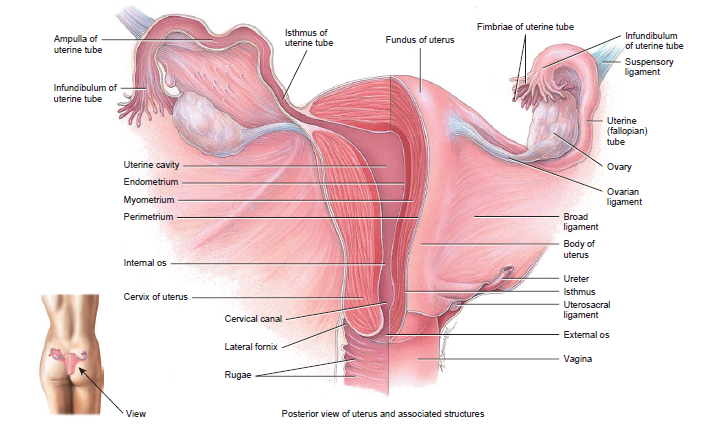 Ampulla of
uterine tube
Infundibulum of
uterine tube
Isthmus of
uterine tube
Fundus of uterus
Fimbriae of uterine tube
Infundibulum
of uterine tube
Suspensory
ligament
Uterine
(fallopian)
tube
Ovary
Ovarian
ligament
Broad
ligament
Body of
uterus
Ureter
Isthmus
Uterosacral
ligament
External os
Vagina
Uterine cavity
Endometrium
Myometrium
Perimetrium
Internal os
Cervix of uterus
Cervical canal
Lateral fornix
Rugae
View
Posterior view of uterus and associated structures